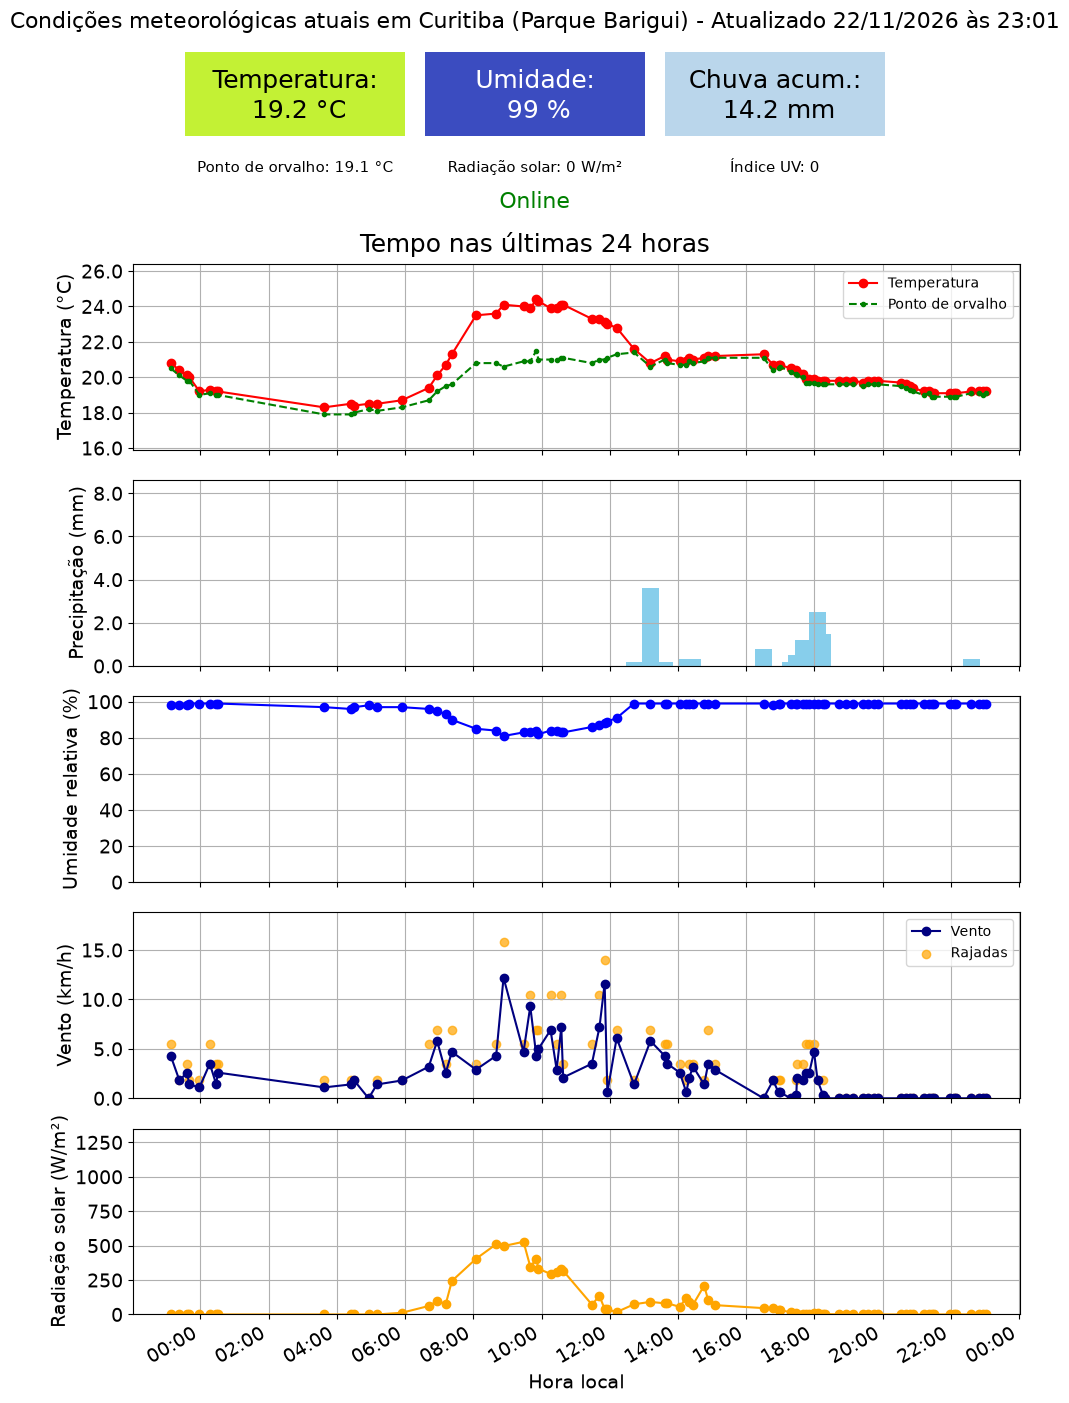 Condições meteorológicas atuais em Curitiba (Parque Barigui) - Atualizado 22/11/2026 às 23:01
Temperatura:
19.2 °C
Umidade:
99 %
Chuva acum.:
14.2 mm
Ponto de orvalho: 19.1 °C
Radiação solar: 0 W/m²
Índice UV: 0
Online
Tempo nas últimas 24 horas
Temperatura (°C)
26.0
24.0
22.0
20.0
18.0
16.0
Temperatura
Ponto de orvalho
Precipitação (mm)
8.0
6.0
4.0
2.0
0.0
Umidade relativa (%)
100
80
60
40
20
0
Vento (km/h)
15.0
10.0
5.0
0.0
Vento
Rajadas
Radiação solar (W/m²)
1250
1000
750
500
250
0
00:00
02:00
04:00
06:00
08:00
10:00
12:00
14:00
16:00
18:00
20:00
22:00
00:00
Hora local